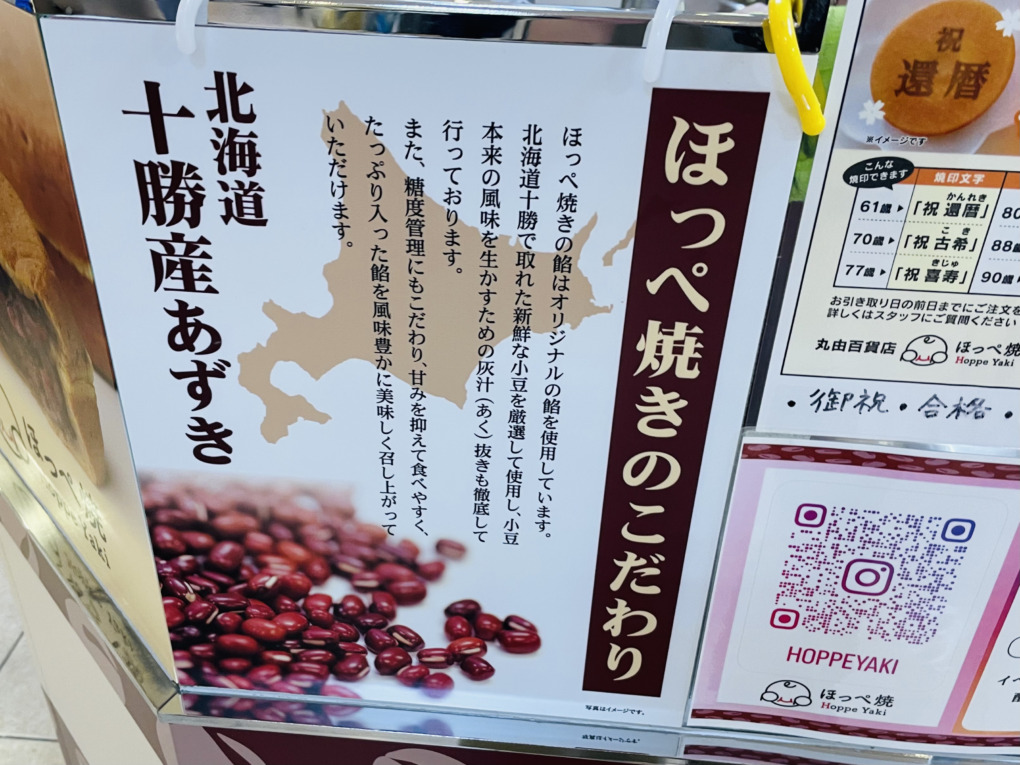 ほっぺ焼きのこだわり
ほっぺ焼きの餡はオリジナルの餡を使用しています。
北海道十勝で取れた新鮮な小豆を厳選して使用し、小豆
本来の風味を生かすための灰汁（あく）抜きも徹底して
行っております。
また、糖度管理にもこだわり、甘みを抑えて食べやすく、
たっぷり入った餡を風味豊かに美味しく召し上がって
いただけます。
北海道
十勝産あずき
写真はイメージです。
祝
還暦
※イメージです
こんな
焼印できます
焼印文字
61歳▶「祝 還暦」
かんれき
70歳▶「祝 古希」
こき
88歳
77歳▶「祝 喜寿」
きじゅ
90歳▶
お引き取り日の前日までにご注文を
詳しくはスタッフにご質問ください
丸由百貨店
ほっぺ焼
Hoppe Yaki
・御祝・合格・
HOPPEYAKI
ほっぺ焼
Hoppe Yaki